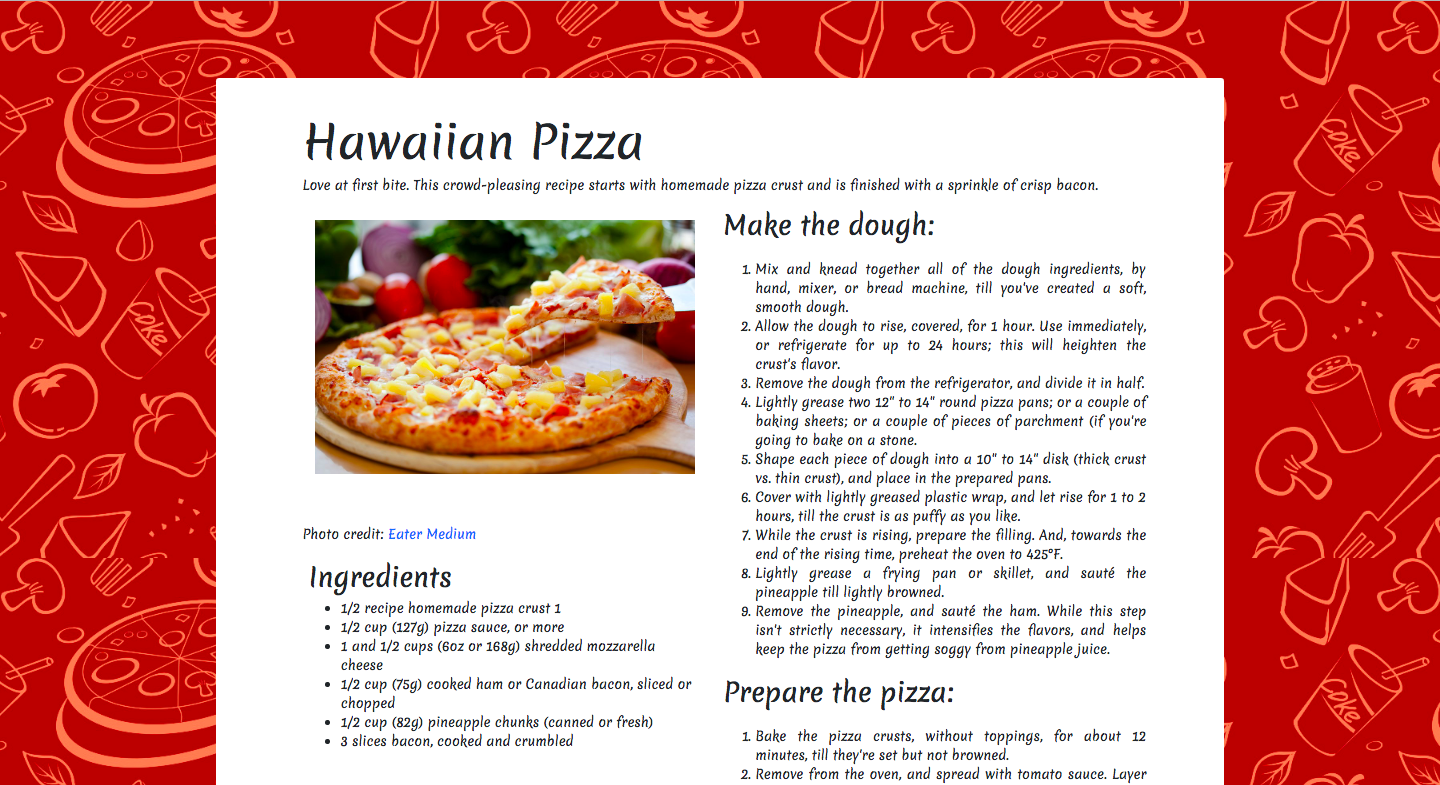 Hawaiian Pizza
Love at first bite. This crowd-pleasing recipe starts with homemade pizza crust and is finished with a sprinkle of crisp bacon.
Photo credit: Eater Medium
Ingredients
• 1/2 recipe homemade pizza crust 1
• 1/2 cup (127g) pizza sauce, or more
• 1 and 1/2 cups (6oz or 168g) shredded mozzarella
cheese
• 1/2 cup (75g) cooked ham or Canadian bacon, sliced or
chopped
• 1/2 cup (82g) pineapple chunks (canned or fresh)
• 3 slices bacon, cooked and crumbled
Make the dough:
1. Mix and knead together all of the dough ingredients, by
hand, mixer, or bread machine, till you've created a soft,
smooth dough.
2. Allow the dough to rise, covered, for 1 hour. Use immediately,
or refrigerate for up to 24 hours; this will heighten the
crust's flavor.
3. Remove the dough from the refrigerator, and divide it in half.
4. Lightly grease two 12" to 14" round pizza pans; or a couple of
baking sheets; or a couple of pieces of parchment (if you're
going to bake on a stone.
5. Shape each piece of dough into a 10" to 14" disk (thick crust
vs. thin crust), and place in the prepared pans.
6. Cover with lightly greased plastic wrap, and let rise for 1 to 2
hours, till the crust is as puffy as you like.
7. While the crust is rising, prepare the filling. And, towards the
end of the rising time, preheat the oven to 425°F.
8. Lightly grease a frying pan or skillet, and sauté the
pineapple till lightly browned.
9. Remove the pineapple, and sauté the ham. While this step
isn't strictly necessary, it intensifies the flavors, and helps
keep the pizza from getting soggy from pineapple juice.
Prepare the pizza:
1. Bake the pizza crusts, without toppings, for about 12
minutes, till they're set but not browned.
2. Remove from the oven, and spread with tomato sauce. Layer
Coke
Coke
Coke
Coke